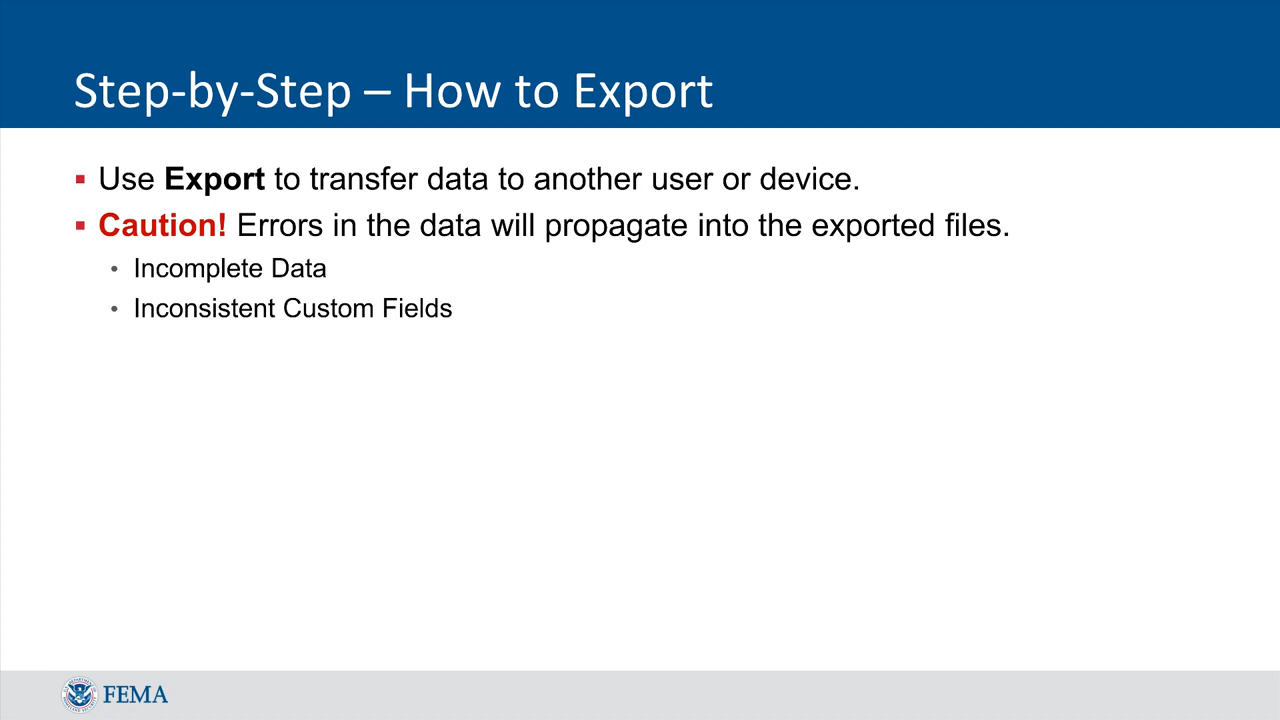 Step-by-Step – How to Export
Use Export to transfer data to another user or device.
Caution! Errors in the data will propagate into the exported files.
Incomplete Data
Inconsistent Custom Fields
FEMA